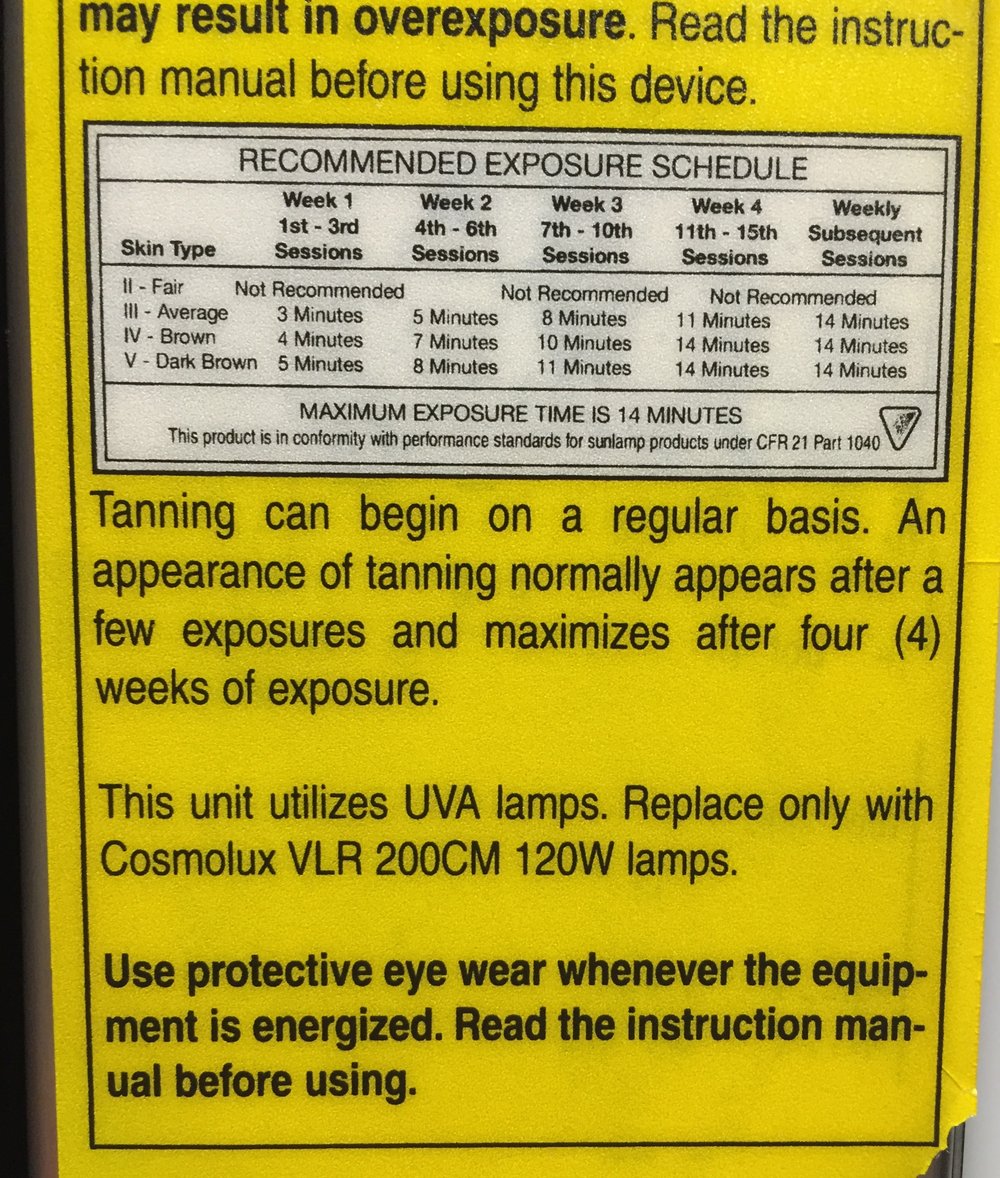 may result in overexposure. Read the instruc-
tion manual before using this device.
RECOMMENDED EXPOSURE SCHEDULE
Skin Type Week 1 1st - 3rd Sessions Week 2 4th - 6th Sessions Week 3 7th - 10th Sessions Week 4 11th - 15th Sessions Weekly Subsequent Sessions
II - Fair Not Recommended Not Recommended Not Recommended
III - Average 3 Minutes 5 Minutes 8 Minutes 11 Minutes 14 Minutes
IV - Brown 4 Minutes 7 Minutes 10 Minutes 14 Minutes 14 Minutes
V - Dark Brown 5 Minutes 8 Minutes 11 Minutes 14 Minutes 14 Minutes
MAXIMUM EXPOSURE TIME IS 14 MINUTES
This product is in conformity with performance standards for sunlamp products under CFR 21 Part 1040
Tanning can begin on a regular basis. An
appearance of tanning normally appears after a
few exposures and maximizes after four (4)
weeks of exposure.
This unit utilizes UVA lamps. Replace only with
Cosmolux VLR 200CM 120W lamps.
Use protective eye wear whenever the equip-
ment is energized. Read the instruction man-
ual before using.